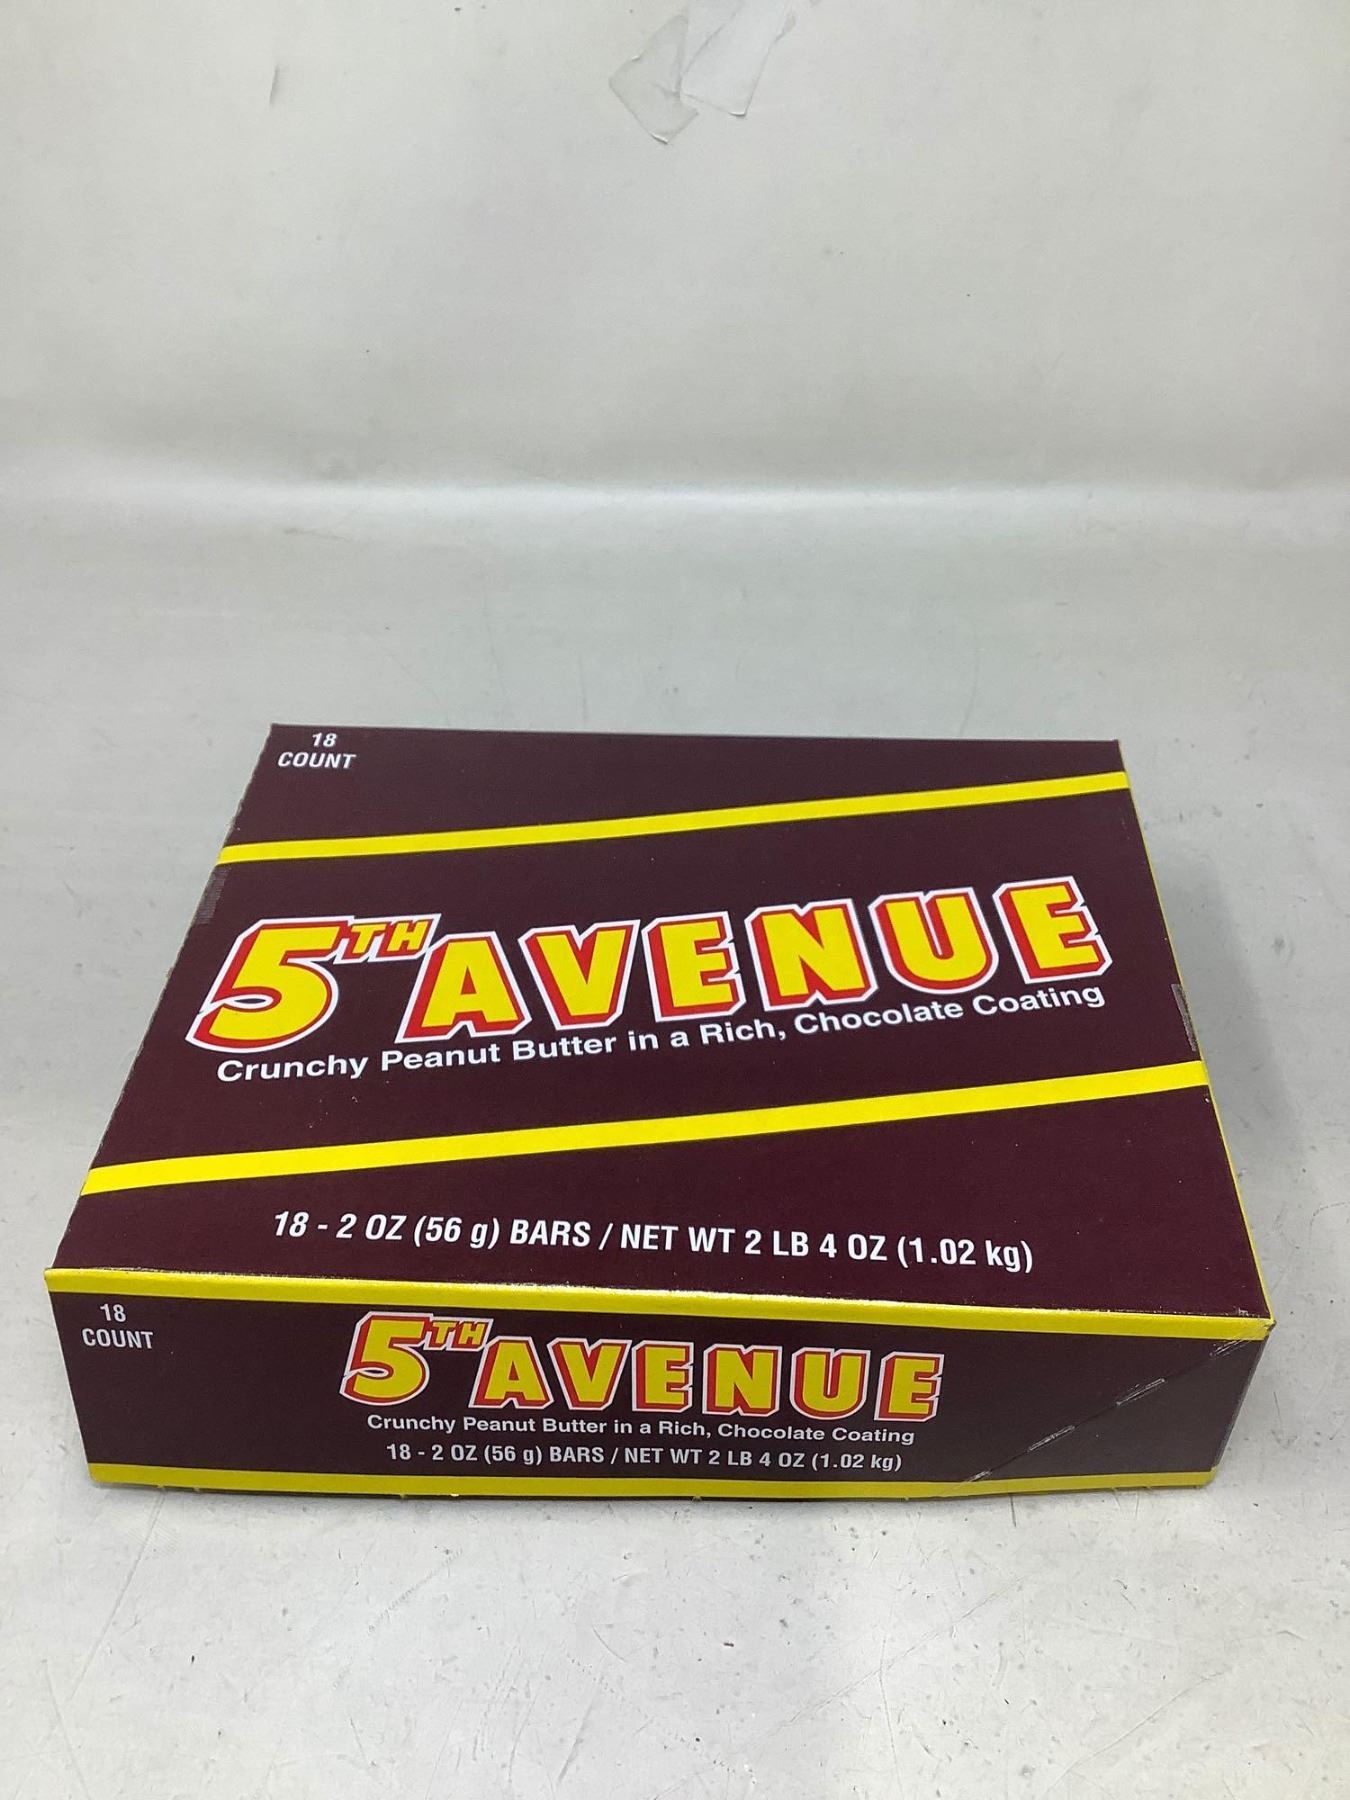 18
COUNT
5TH AVENUE
Crunchy Peanut Butter in a Rich, Chocolate Coating
18 - 2 OZ (56 g) BARS / NET WT 2 LB 4 OZ (1.02 kg)
18
COUNT
5TH AVENUE
Crunchy Peanut Butter in a Rich, Chocolate Coating
18 - 2 OZ (56 g) BARS / NET WT 2 LB 4 OZ (1.02 kg)